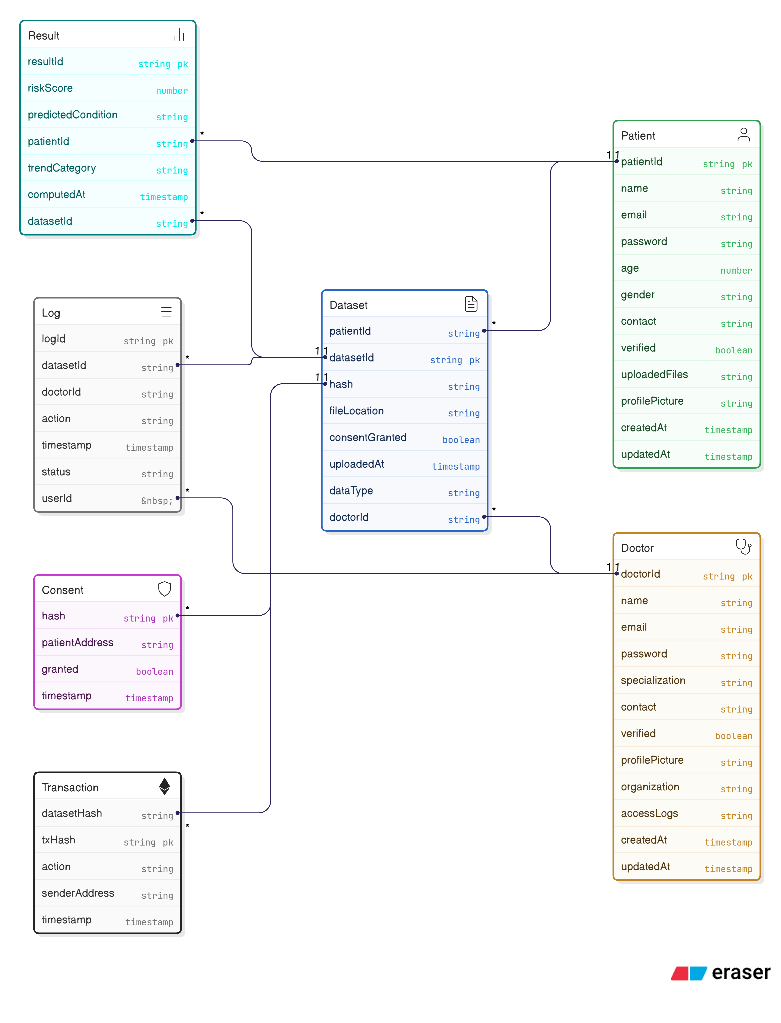 Result
resultId string pk
riskScore number
predictedCondition string
patientId string
trendCategory string
computedAt timestamp
datasetId string
*
*
Log
logId string pk
datasetId string
doctorId string
action string
timestamp timestamp
status string
userId &nbsp;
*
*
Consent
hash string pk
patientAddress string
granted boolean
timestamp timestamp
*
Transaction
datasetHash string
txHash string pk
action string
senderAddress string
timestamp timestamp
*
Dataset
patientId string
datasetId string pk
hash string
fileLocation string
consentGranted boolean
uploadedAt timestamp
dataType string
doctorId string
*
1 1
1 1
*
Patient
1 1
patientId string pk
name string
email string
password string
age number
gender string
contact string
verified boolean
uploadedFiles string
profilePicture string
createdAt timestamp
updatedAt timestamp
Doctor
1 1
doctorId string pk
name string
email string
password string
specialization string
contact string
verified boolean
profilePicture string
organization string
accessLogs string
createdAt timestamp
updatedAt timestamp
eraser